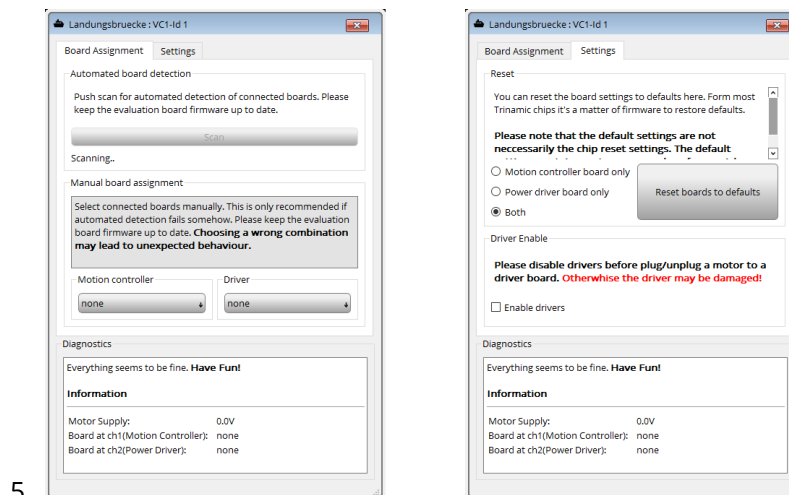 Landungsbruecke : VC1-Id 1
Board Assignment Settings
Automated board detection
Push scan for automated detection of connected boards. Please
keep the evaluation board firmware up to date.
Scan
Scanning..
Manual board assignment
Select connected boards manually. This is only recommended if
automated detection fails somehow. Please keep the evaluation
board firmware up to date. Choosing a wrong combination
may lead to unexpected behaviour.
Motion controller Driver
none none
Diagnostics
Everything seems to be fine. Have Fun!
Information
Motor Supply: 0.0V
Board at ch1(Motion Controller): none
Board at ch2(Power Driver): none
Landungsbruecke : VC1-Id 1
Board Assignment Settings
Reset
You can reset the board settings to defaults here. Form most
Trinamic chips it's a matter of firmware to restore defaults.
Please note that the default settings are not
neccessarily the chip reset settings. The default
Motion controller board only
Power driver board only
Both
Reset boards to defaults
Driver Enable
Please disable drivers before plug/unplug a motor to a
driver board. Otherwhise the driver may be damaged!
Enable drivers
Diagnostics
Everything seems to be fine. Have Fun!
Information
Motor Supply: 0.0V
Board at ch1(Motion Controller): none
Board at ch2(Power Driver): none
5.